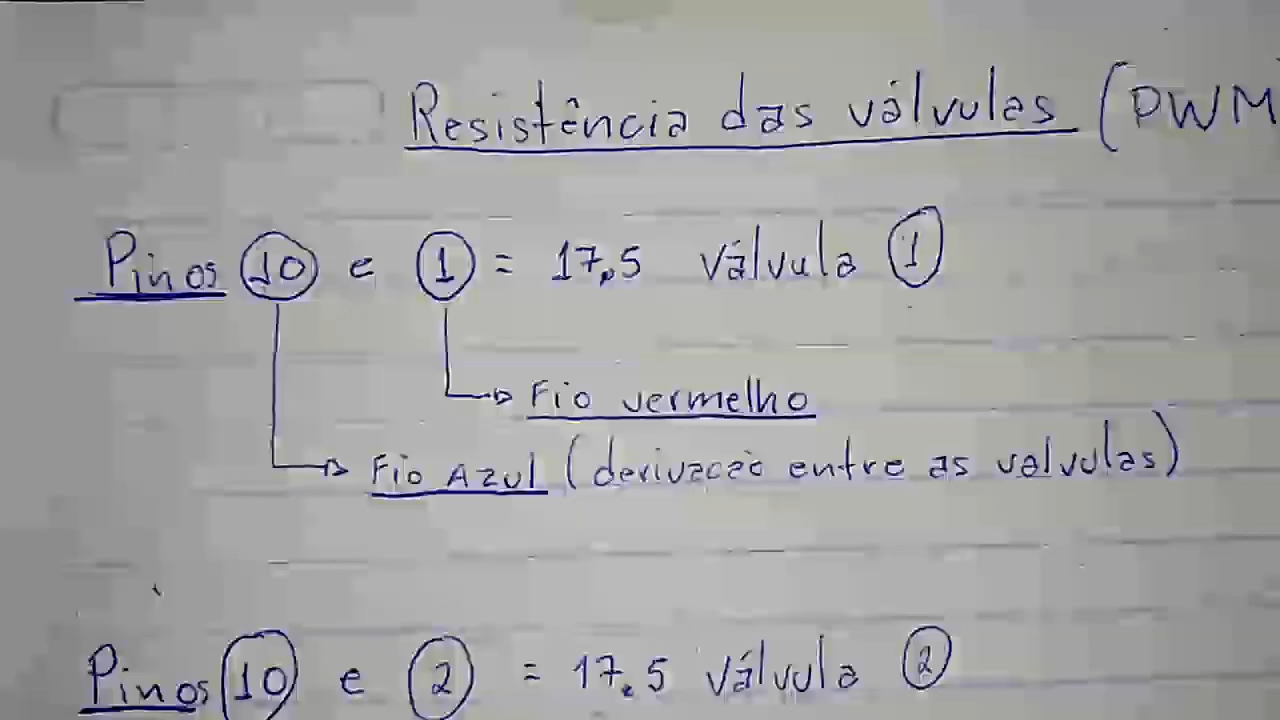 Resistência das válvulas (PWM
Pinos 10 e 1 = 17,5 válvula 1
Fio vermelho
Fio Azul (derivação entre as valvulas)
Pinos 10 e 2 = 17,5 válvula 2